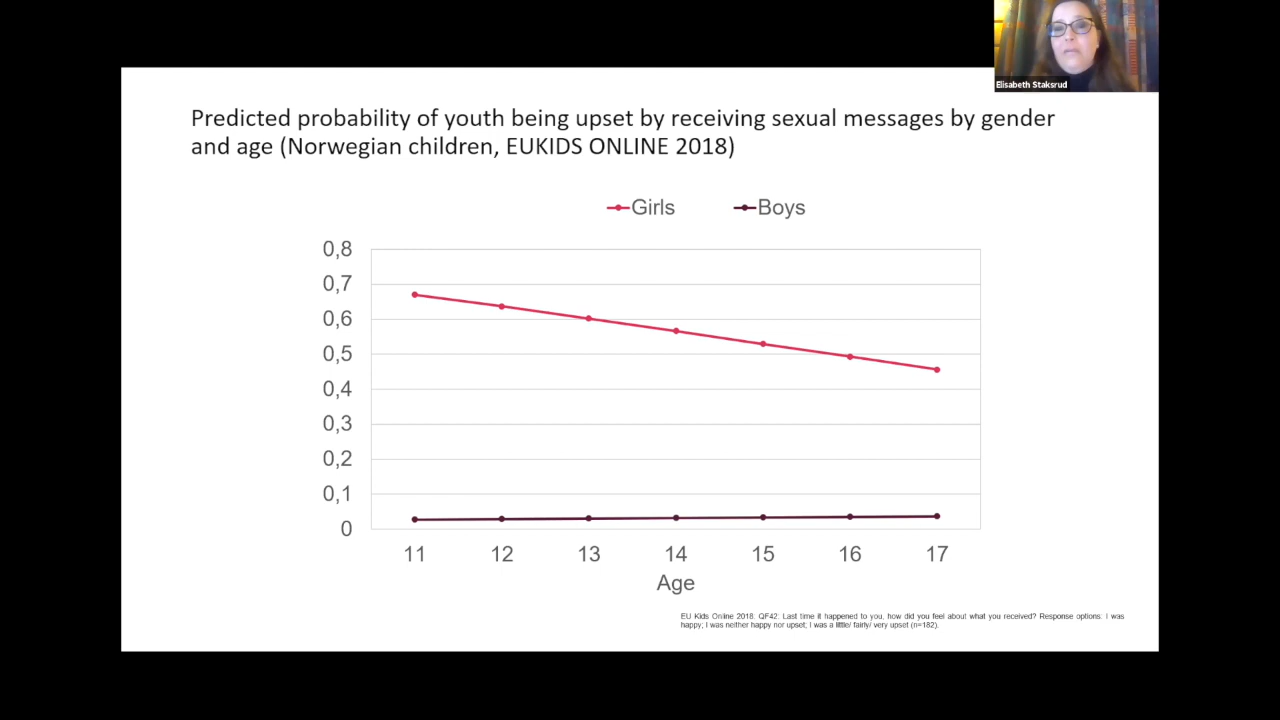 Elisabeth Staksrud
Predicted probability of youth being upset by receiving sexual messages by gender
and age (Norwegian children, EUKIDS ONLINE 2018)
Girls Boys
0,8
0,7
0,6
0,5
0,4
0,3
0,2
0,1
0
11 12 13 14 15 16 17
Age
EU Kids Online 2018. QF42: Last time it happened to you, how did you feel about what you received? Response options: I was
happy; I was neither happy nor upset; I was a little/ fairly/ very upset (n=182).